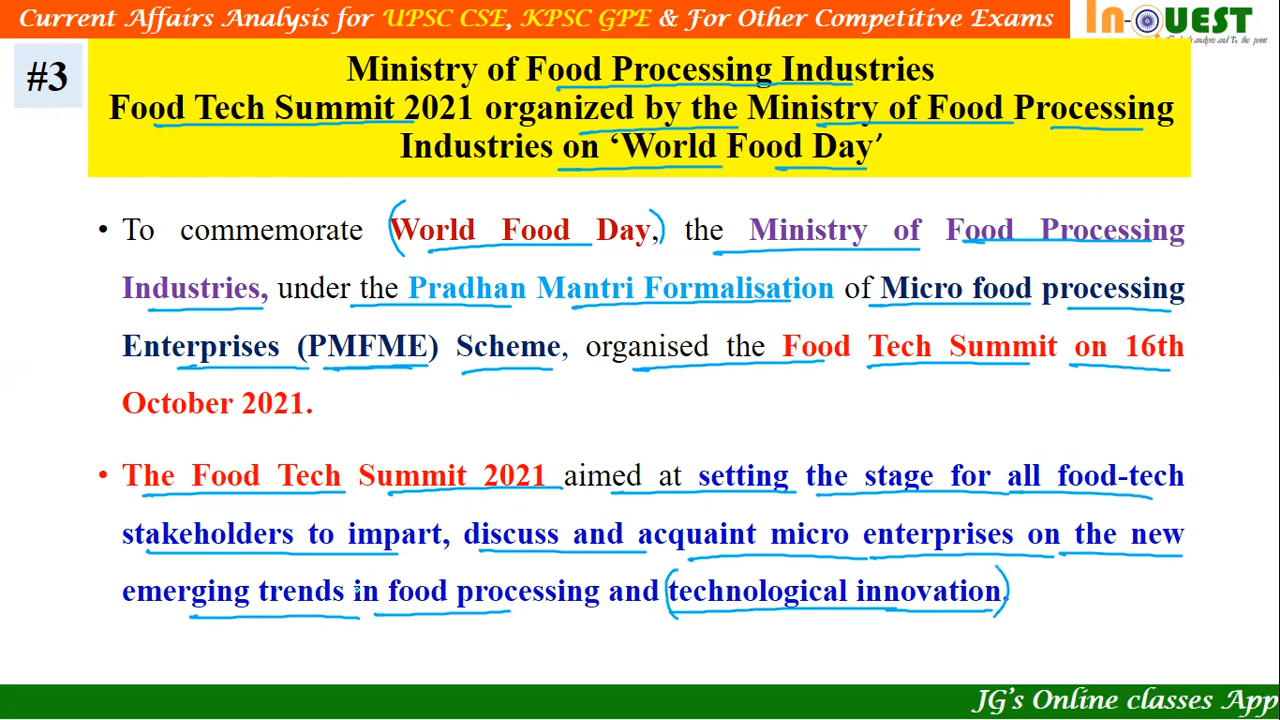 Current Affairs Analysis for UPSC CSE, KPSC GPE & For Other Competitive Exams
In-QUEST
#3
Ministry of Food Processing Industries
Food Tech Summit 2021 organized by the Ministry of Food Processing
Industries on ‘World Food Day’
• To commemorate World Food Day, the Ministry of Food Processing
Industries, under the Pradhan Mantri Formalisation of Micro food processing
Enterprises (PMFME) Scheme, organised the Food Tech Summit on 16th
October 2021.
• The Food Tech Summit 2021 aimed at setting the stage for all food-tech
stakeholders to impart, discuss and acquaint micro enterprises on the new
emerging trends in food processing and technological innovation.
JG's Online classes App